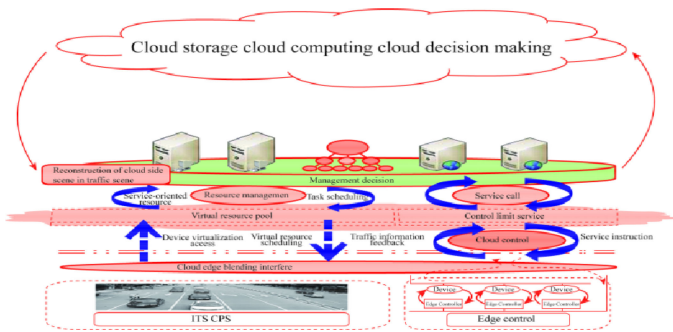 Cloud storage cloud computing cloud decision making
Reconstruction of cloud side
scene in traffic scene
Management decision
Service-oriented
resource
Resource managemen
Task scheduling
Service call
Virtual resource pool
Control limit service
Device virtualization
access
Virtual resource
scheduling
Traffic information
feedback
Cloud control
Service instruction
Cloud edge blending interfere
Device
Device
Device
Edge Controller
Edge Controller
Edge Controller
ITS CPS
Edge control